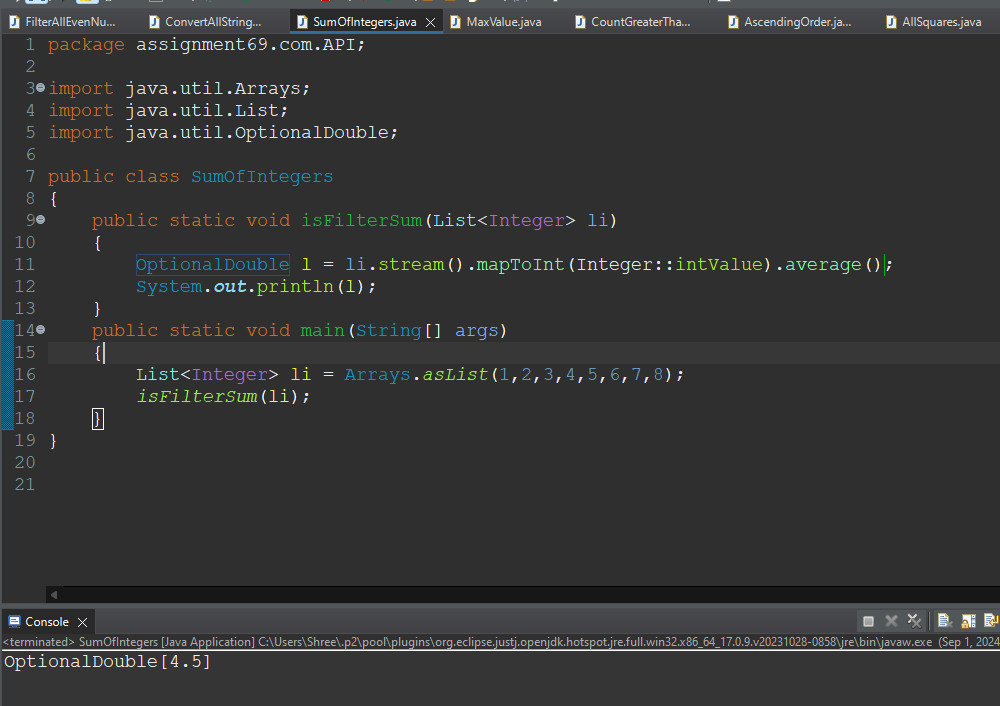 FilterAllEvenNu...
ConvertAllString...
SumOfIntegers.java
MaxValue.java
CountGreaterTha...
AscendingOrder.ja...
AllSquares.java
1 package assignment69.com.API;
2
3 import java.util.Arrays;
4 import java.util.List;
5 import java.util.OptionalDouble;
6
7 public class SumOfIntegers
8 {
9 public static void isFilterSum(List<Integer> li)
10 {
11 OptionalDouble l = li.stream().mapToInt(Integer::intValue).average();
12 System.out.println(l);
13 }
14 public static void main(String[] args)
15 {
16 List<Integer> li = Arrays.asList(1,2,3,4,5,6,7,8);
17 isFilterSum(li);
18 }
19 }
20
21
Console
<terminated> SumOfIntegers [Java Application] C:\Users\Shree\.p2\pool\plugins\org.eclipse.justj.openjdk.hotspot.jre.full.win32.x86_64_17.0.9.v20231028-0858\jre\bin\javaw.exe (Sep 1, 2024
OptionalDouble[4.5]